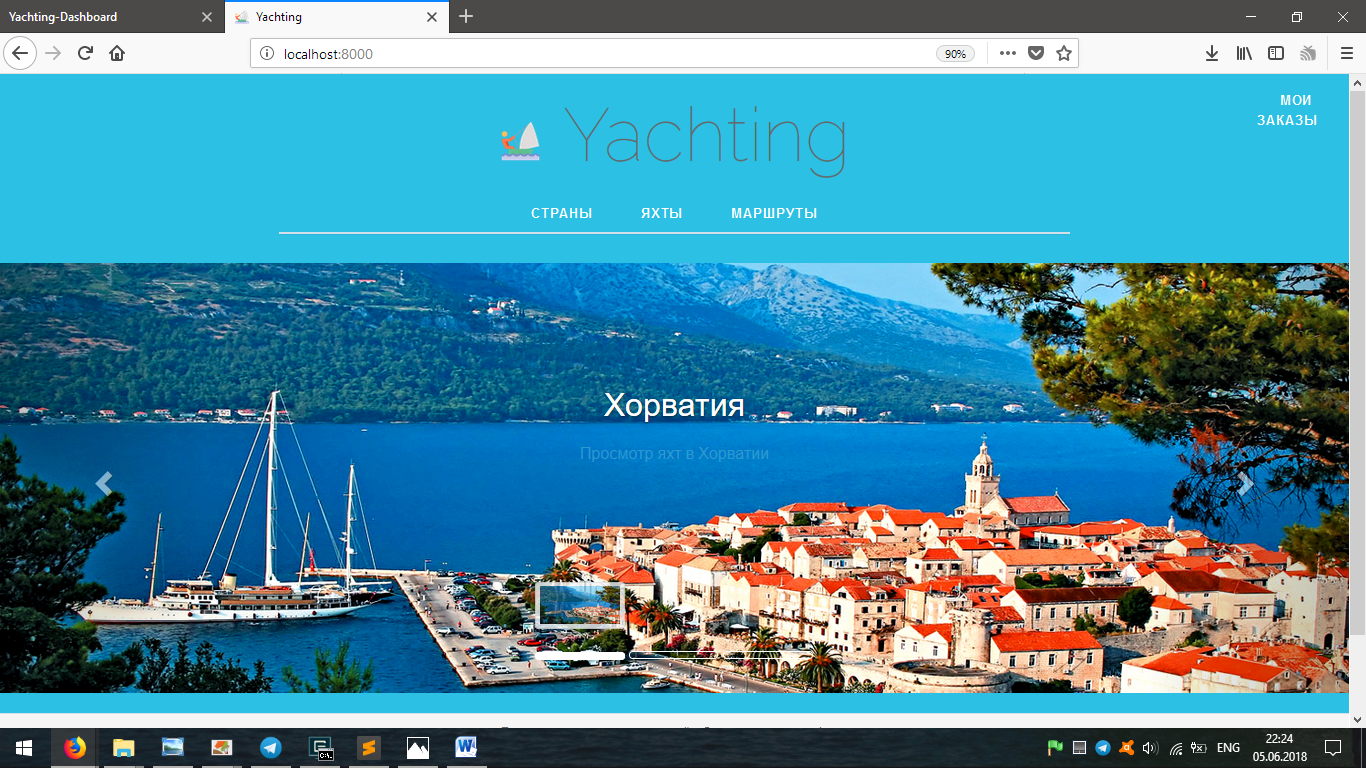 Yachting-Dashboard
Yachting
localhost:8000
90%
МОИ
ЗАКАЗЫ
Yachting
СТРАНЫ ЯХТЫ МАРШРУТЫ
Хорватия
Просмотр яхт в Хорватии
C:\.
W
ENG
22:24
05.06.2018